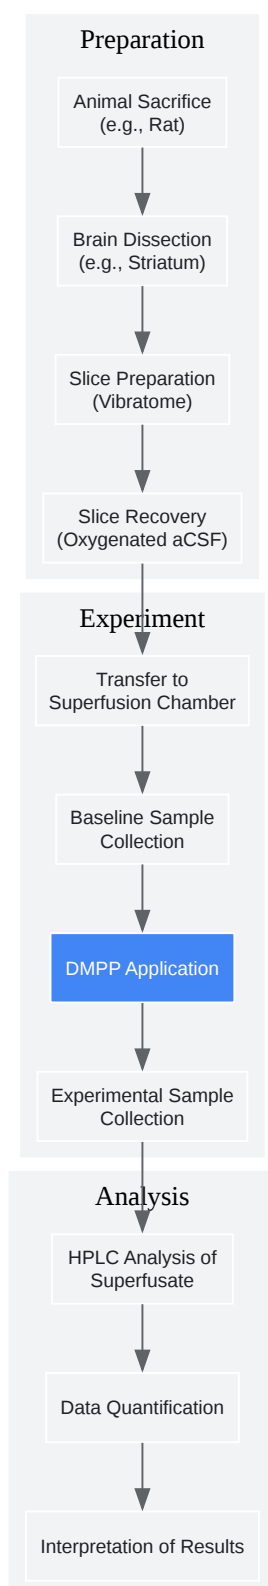 Preparation
Animal Sacrifice
(e.g., Rat)
Brain Dissection
(e.g., Striatum)
Slice Preparation
(Vibratome)
Slice Recovery
(Oxygenated aCSF)
Experiment
Transfer to
Superfusion Chamber
Baseline Sample
Collection
DMPP Application
Experimental Sample
Collection
Analysis
HPLC Analysis of
Superfusate
Data Quantification
Interpretation of Results